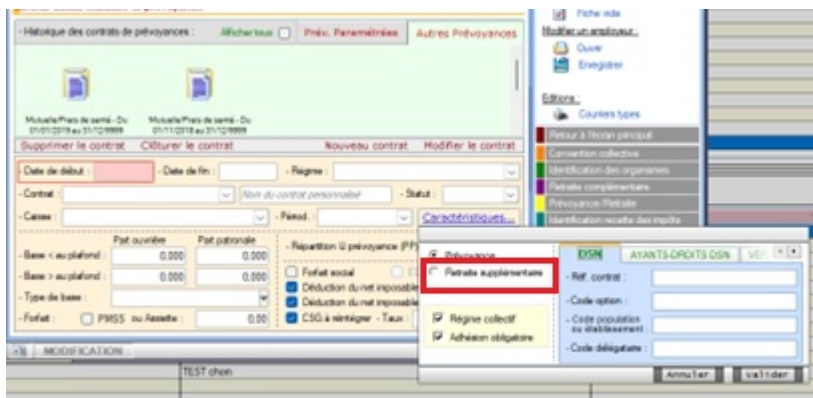 - Historique des contrats de prévoyances : Afficher tous Prév. Paramétrées Autres Prévoyances
Mutuelle/Frais de santé - Du 01/01/2019 au 31/12/9999
Mutuelle/Frais de santé - Du 01/11/2018 au 31/12/9999
Supprimer le contrat Clôturer le contrat Nouveau contrat Modifier le contrat
- Date de début : - Date de fin : - Régime :
- Contrat : Nom du contrat personnalisé - Statut :
- Caisse : - Périod. : Caractéristiques...
Part ouvrière Part patronale - Répartition U prévoyance (PP)
- Base < au plafond : 0.000 0.000
- Base > au plafond : 0.000 0.000
- Type de base :
- Forfait : PMSS ou Assiette : 0.00
Forfait social
Déduction du net imposable
Déduction du net imposable
CSG à réintégrer - Taux :
MODIFICATION
TEST chom
Fiche vide
Modifier un employeur :
Ouvrir
Enregistrer
Editions :
Courriers types
Retour à l'écran principal
Convention collective
Identification des organismes
Retraite complémentaire
Prévoyance/Retraite
Identification recette des impôts
Prévoyance
Retraite supplémentaire
Régime collectif
Adhésion obligatoire
DSN AYANTS-DROITS DSN
- Réf. contrat :
- Code option :
- Code population
ou établissement :
- Code délégataire :
Annuler Valider